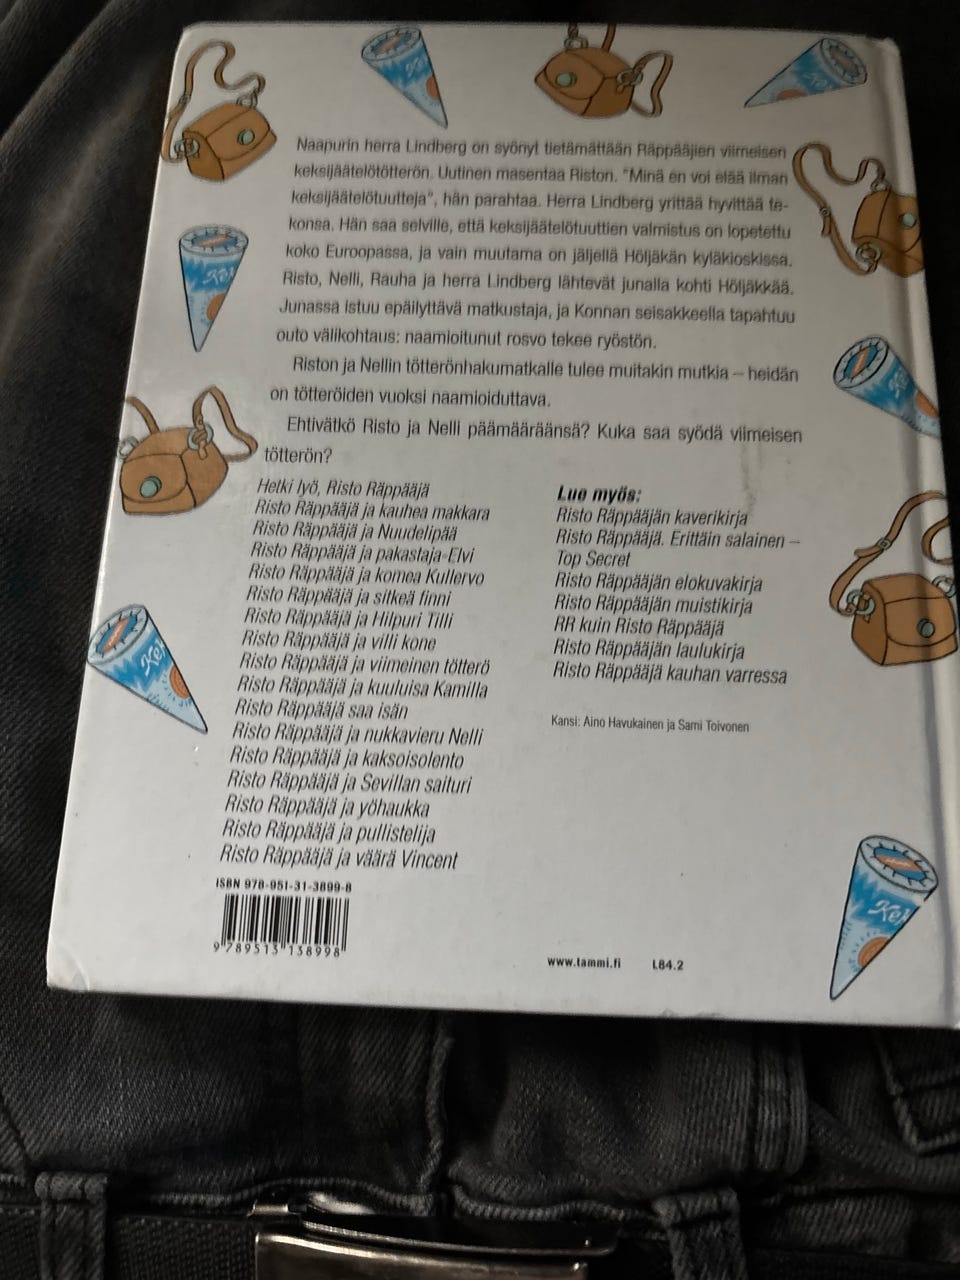 Naapurin herra Lindberg on syönyt tietämättään Räppääjien viimeisen
keksijäätelötötterön. Uutinen masentaa Riston. "Minä en voi elää ilman
keksijäätelötuutteja", hän parahtaa. Herra Lindberg yrittää hyvittää te-
konsa. Hän saa selville, että keksijäätelötuuttien valmistus on lopetettu
koko Euroopassa, ja vain muutama on jäljellä Höljäkän kyläkioskissa.
Risto, Nelli, Rauha ja herra Lindberg lähtevät junalla kohti Höljäkkää.
Junassa istuu epäilyttävä matkustaja, ja Konnan seisakkeella tapahtuu
outo välikohtaus: naamioitunut rosvo tekee ryöstön.
Riston ja Nellin tötterönhakumatkalle tulee muitakin mutkia – heidän
on tötteröiden vuoksi naamioiduttava.
Ehtivätkö Risto ja Nelli päämääräänsä? Kuka saa syödä viimeisen
tötterön?
Hetki lyö, Risto Räppääjä
Risto Räppääjä ja kauhea makkara
Risto Räppääjä ja Nuudelipää
Risto Räppääjä ja pakastaja-Elvi
Risto Räppääjä ja komea Kullervo
Risto Räppääjä ja sitkeä finni
Risto Räppääjä ja Hilpuri Tilli
Risto Räppääjä ja villi kone
Risto Räppääjä ja viimeinen tötterö
Risto Räppääjä ja kuuluisa Kamilla
Risto Räppääjä saa isän
Risto Räppääjä ja nukkavieru Nelli
Risto Räppääjä ja kaksoisolento
Risto Räppääjä ja Sevillan saituri
Risto Räppääjä ja yöhaukka
Risto Räppääjä ja pullistelija
Risto Räppääjä ja väärä Vincent
Lue myös:
Risto Räppääjän kaverikirja
Risto Räppääjä. Erittäin salainen –
Top Secret
Risto Räppääjän elokuvakirja
Risto Räppääjän muistikirja
RR kuin Risto Räppääjä
Risto Räppääjän laulukirja
Risto Räppääjä kauhan varressa
Kansi: Aino Havukainen ja Sami Toivonen
ISBN 978-951-31-3899-8
9 789513 138998
www.tammi.fi L84.2